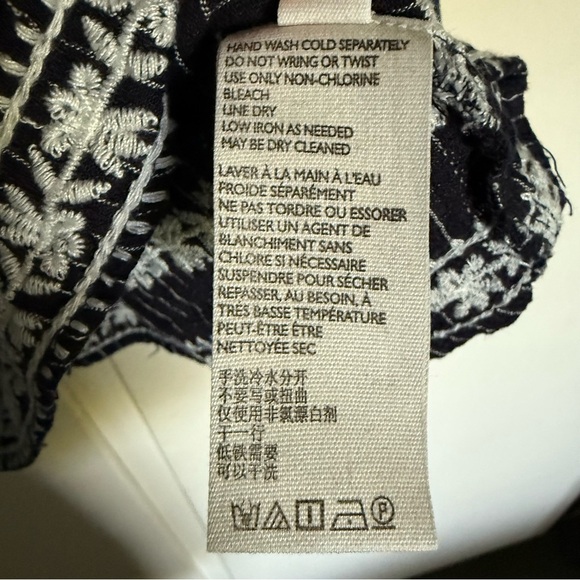 HAND WASH COLD SEPARATELY
DO NOT WRING OR TWIST
USE ONLY NON-CHLORINE
BLEACH
LINE DRY
LOW IRON AS NEEDED
MAY BE DRY CLEANED
LAVER À LA MAIN À L'EAU
FROIDE SÉPARÉMENT
NE PAS TORDRE OU ESSORER
UTILISER UN AGENT DE
BLANCHIMENT SANS
CHLORE SI NÉCESSAIRE
SUSPENDRE POUR SÉCHER
REPASSER, AU BESOIN, À
TRÈS BASSE TEMPÉRATURE
PEUT-ÊTRE ÊTRE
NETTOYÉE SEC
手洗冷水分开
不要写或扭曲
仅使用非氯漂白剂
于一行
低铁需要
可以干洗
P